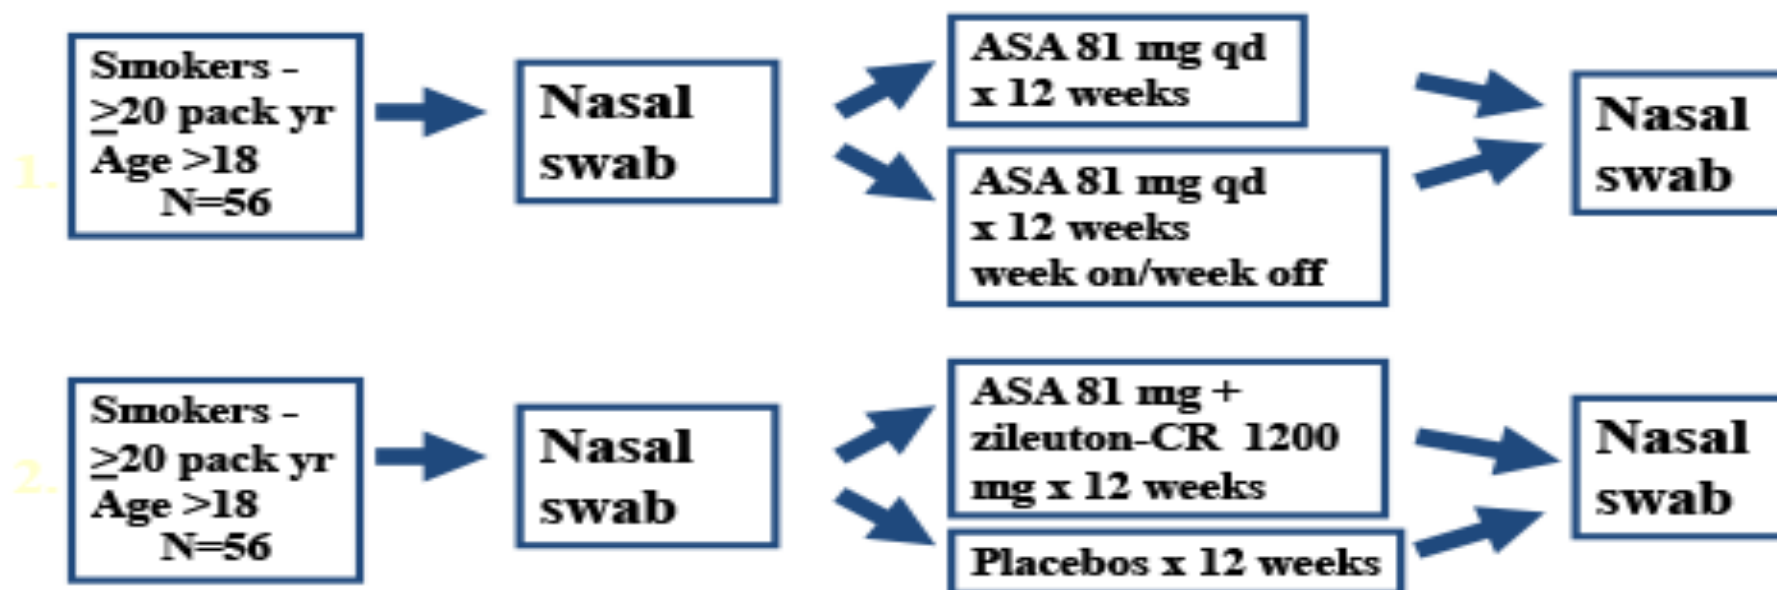 1.
Smokers -
≥20 pack yr
Age >18
N=56
Nasal
swab
ASA 81 mg qd
x 12 weeks
ASA 81 mg qd
x 12 weeks
week on/week off
Nasal
swab
2.
Smokers -
≥20 pack yr
Age >18
N=56
Nasal
swab
ASA 81 mg +
zileuton-CR 1200
mg x 12 weeks
Placebos x 12 weeks
Nasal
swab